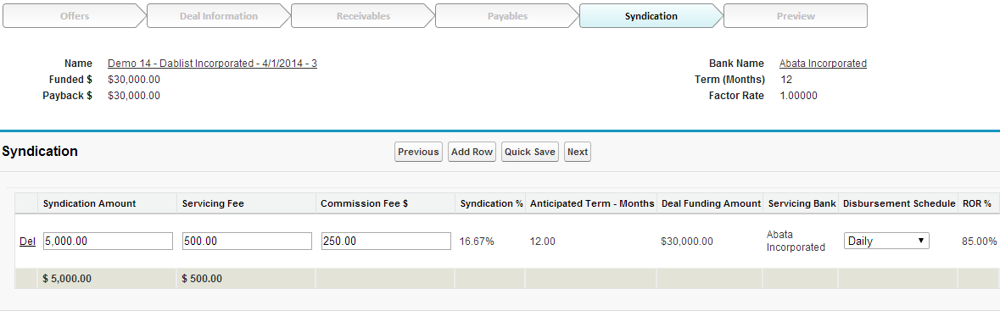 Offers Deal Information Receivables Payables Syndication Preview
Name Demo 14 - Dablist Incorporated - 4/1/2014 - 3 Bank Name Abata Incorporated
Funded $ $30,000.00 Term (Months) 12
Payback $ $30,000.00 Factor Rate 1.00000
Syndication Previous Add Row Quick Save Next
Syndication Amount Servicing Fee Commission Fee $ Syndication % Anticipated Term - Months Deal Funding Amount Servicing Bank Disbursement Schedule ROR %
Del 5,000.00 500.00 250.00 16.67% 12.00 $30,000.00 Abata Incorporated Daily 85.00%
$ 5,000.00 $ 500.00